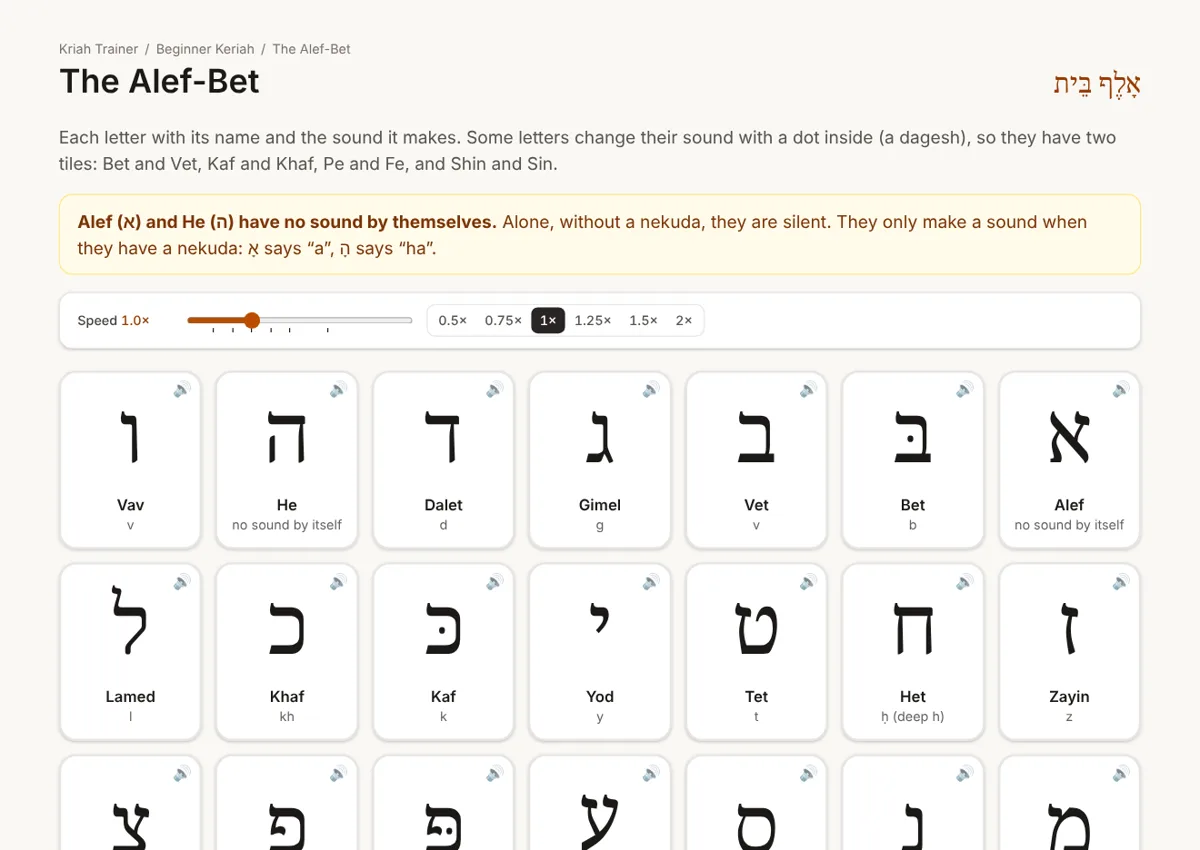 Kriah Trainer / Beginner Keriah / The Alef-Bet
The Alef-Bet
אָלֶף בֵּית
Each letter with its name and the sound it makes. Some letters change their sound with a dot inside (a dagesh), so they have two
tiles: Bet and Vet, Kaf and Khaf, Pe and Fe, and Shin and Sin.
Alef (א) and He (ה) have no sound by themselves. Alone, without a nekuda, they are silent. They only make a sound when
they have a nekuda: אָ says “a”, הָ says “ha”.
Speed 1.0× 0.5× 0.75× 1× 1.25× 1.5× 2×
א בּ ב ג ד ה ו
Vav He Dalet Gimel Vet Bet Alef
v no sound by itself d g v b no sound by itself
ז ח ט י כּ כ ל
Lamed Khaf Kaf Yod Tet Het Zayin
l kh k y t ḥ (deep h) z
מ נ ס ע פּ פ צ